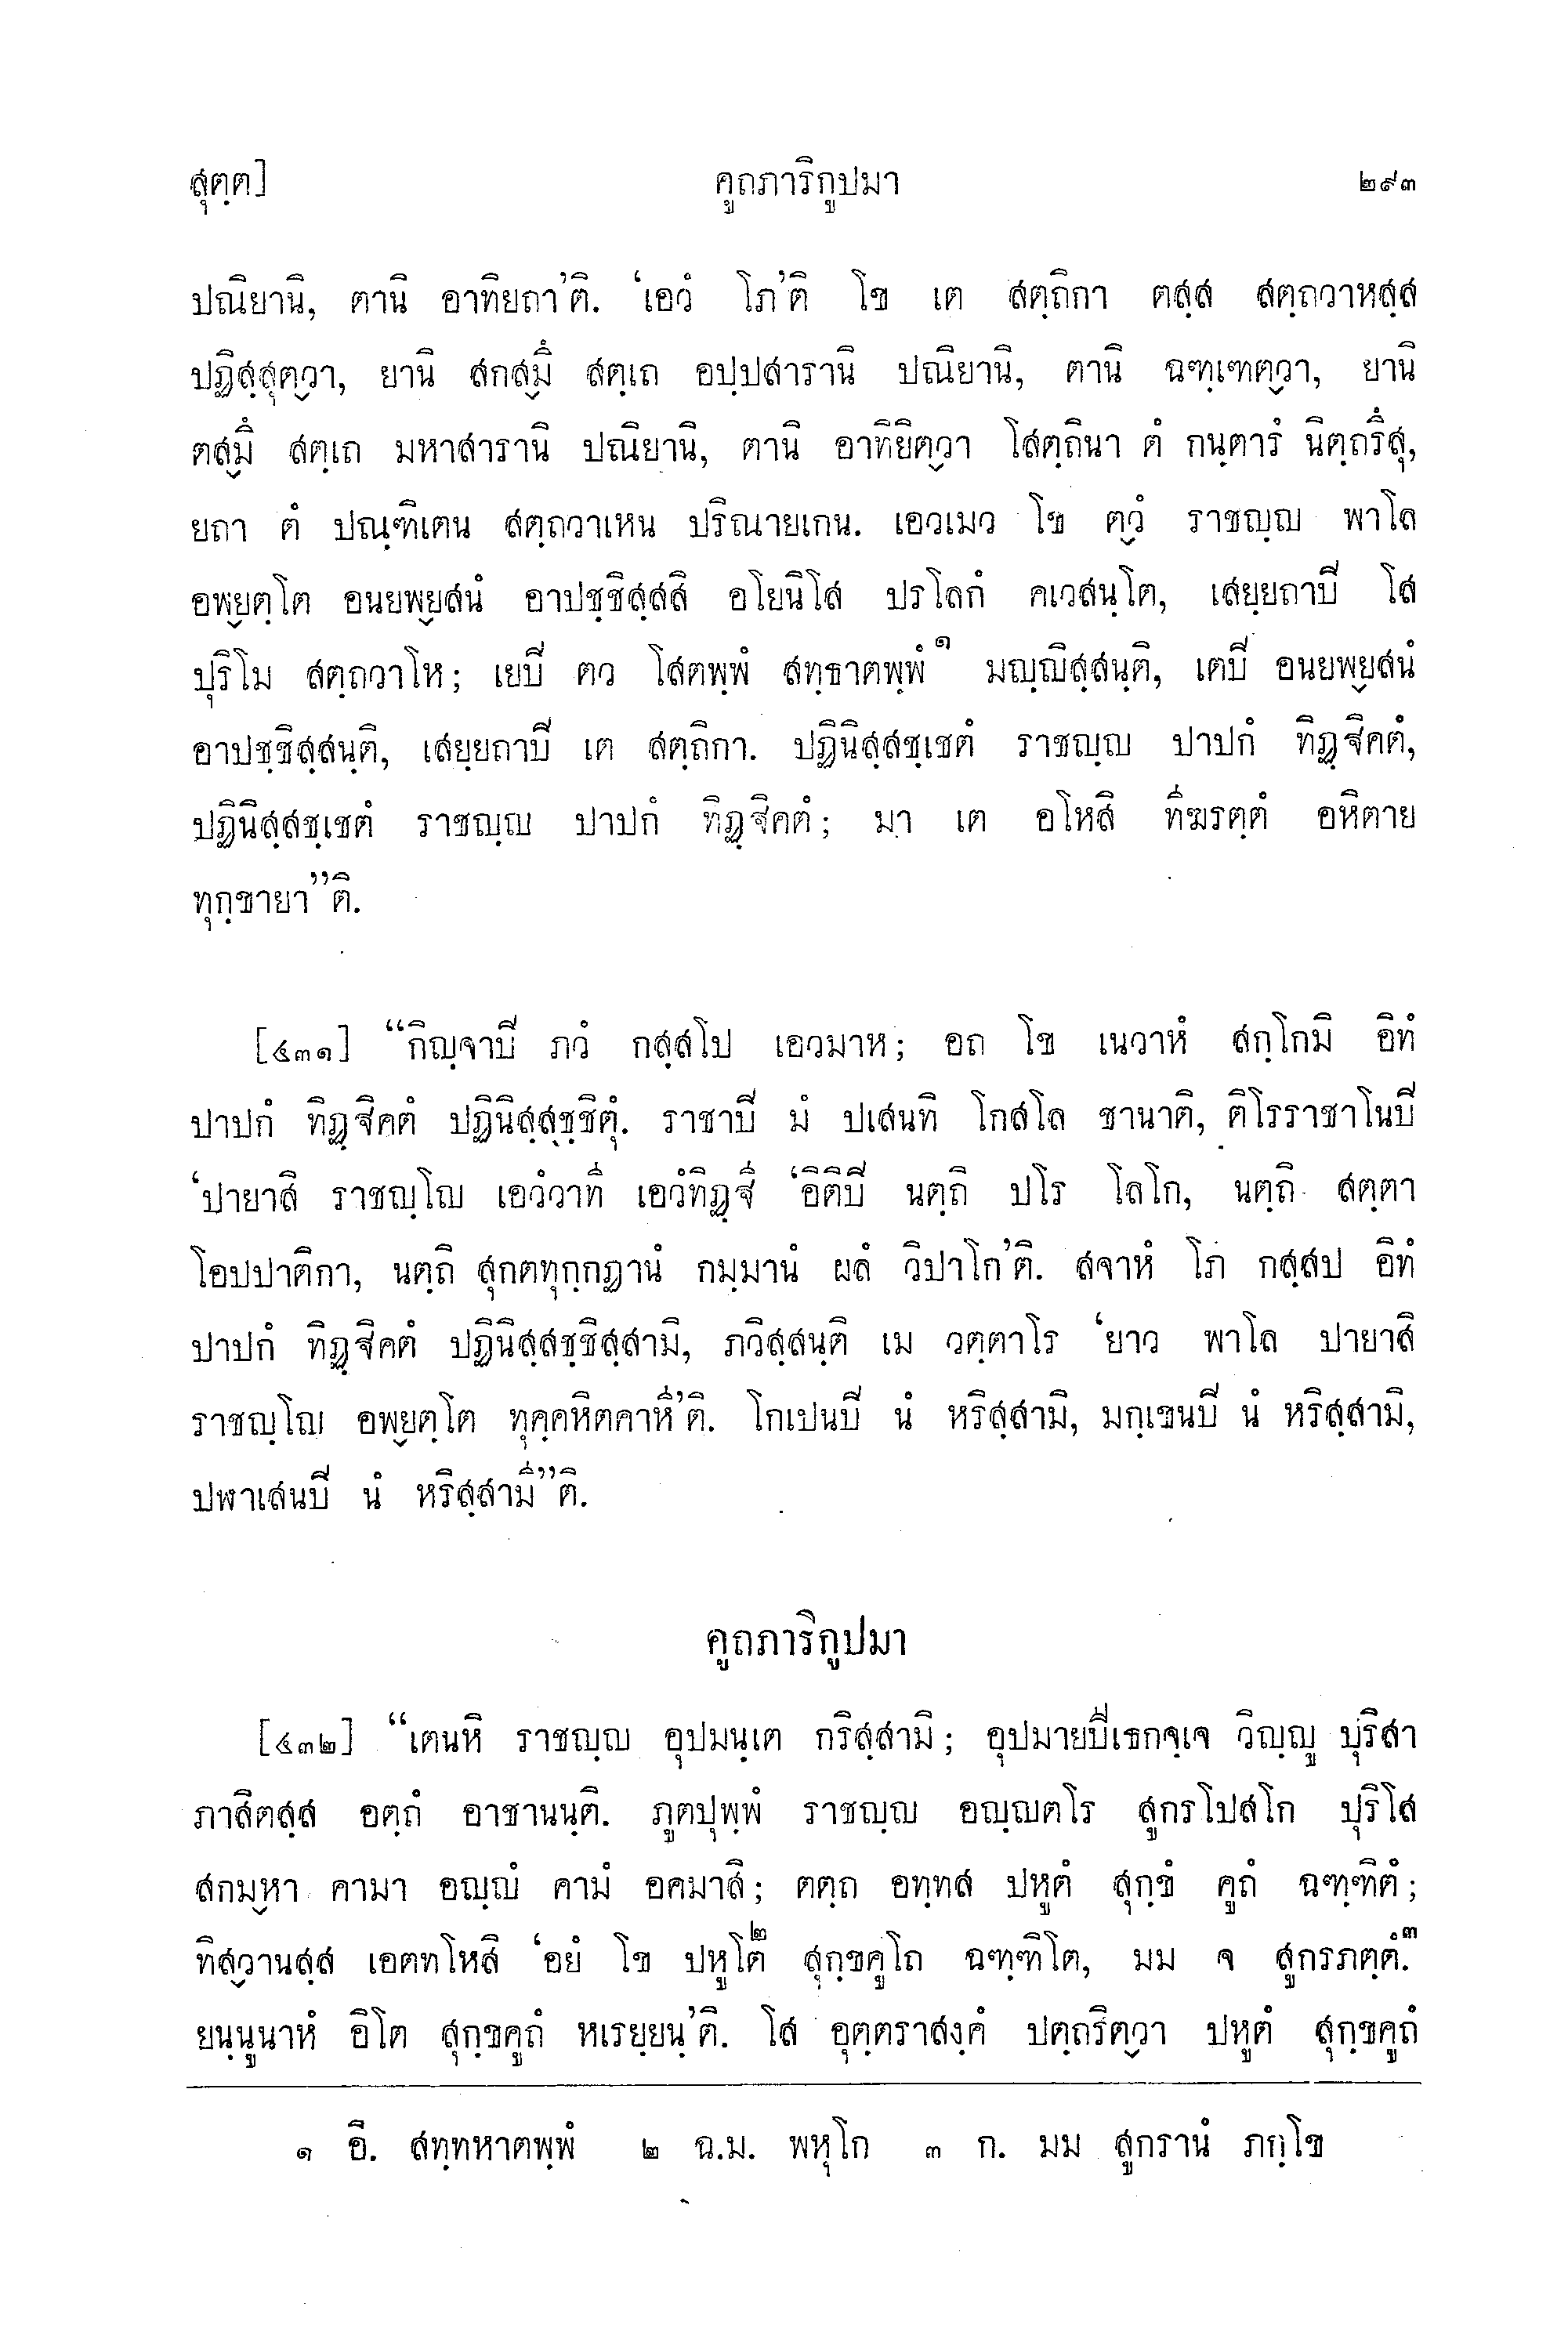 สุตฺต]	คูถภาริกูปมา	๒๙๓
ปณิยานิ, ตานิ อาทิยถา’ติ. ‘เอวํ โภ’ติ โข เต สตฺถิกา ตสฺส สตฺถวาหสฺส
ปฏิสฺสุตฺวา, ยานิ สกสฺมึ สตฺเถ อปฺปสารานิ ปณิยานิ, ตานิ ฉฑฺเฑตฺวา, ยานิ
ตสฺมึ สตฺเถ มหาสารานิ ปณิยานิ, ตานิ อาทิยิตฺวา โสตฺถินา ตํ กนฺตารํ นิตฺถรึสุ,
ยถา ตํ ปณฺฑิเตน สตฺถวาเหน ปริณายเกน. เอวเมว โข ตฺวํ ราชญฺญ พาโล
อพฺยตฺโต อนยพฺยสนํ อาปชฺชิสฺสสิ อโยนิโส ปรโลกํ คเวสนฺโต, เสยฺยถาปิ โส
ปุริโม สตฺถวาโห; เยปิ ตว โสตพฺพํ สทฺธาตพฺพํ๑ มญฺญิสฺสนฺติ, เตปิ อนยพฺยสนํ
อาปชฺชิสฺสนฺติ, เสยฺยถาปิ เต สตฺถิกา. ปฏินิสฺสชฺเชตํ ราชญฺญ ปาปกํ ทิฏฺฐิคตํ,
ปฏินิสฺสชฺเชตํ ราชญฺญ ปาปกํ ทิฏฺฐิคตํ; มา เต อโหสิ ทีฆรตฺตํ อหิตาย
ทุกฺขายา”ติ.
[๔๓๑] “กิญฺจาปิ ภวํ กสฺสโป เอวมาห; อถ โข เนวาหํ สกฺโกมิ อิทํ
ปาปกํ ทิฏฺฐิคตํ ปฏินิสฺสชฺชิตุํ. ราชาปิ มํ ปเสนทิ โกสโล ชานาติ, ติโรราชาโนปิ
‘ปายาสิ ราชญฺโญ เอวํวาที เอวํทิฏฺฐี ‘อิติปิ นตฺถิ ปโร โลโก, นตฺถิ สตฺตา
โอปปาติกา, นตฺถิ สุกตทุกฺกฏานํ กมฺมานํ ผลํ วิปาโก’ติ. สจาหํ โภ กสฺสป อิทํ
ปาปกํ ทิฏฺฐิคตํ ปฏินิสฺสชฺชิสฺสามิ, ภวิสฺสนฺติ เม วตฺตาโร ‘ยาว พาโล ปายาสิ
ราชญฺโญ อพฺยตฺโต ทุคฺคหิตคาหี’ติ. โกเปนปิ นํ หริสฺสามิ, มกฺเขนปิ นํ หริสฺสามิ,
ปฬาเสนปิ นํ หริสฺสามี”ติ.
คูถภาริกูปมา
[๔๓๒] “เตนหิ ราชญฺญ อุปมนฺเต กริสฺสามิ; อุปมายปิเธกจฺเจ วิญฺญู ปุริสา
ภาสิตสฺส อตฺถํ อาชานนฺติ. ภูตปุพฺพํ ราชญฺญ อญฺญตโร สูกรโปสโก ปุริโส
สกมฺหา คามา อญฺญํ คามํ อคมาสิ; ตตฺถ อทฺทส ปหูตํ สุกฺขํ คูถํ ฉฑฺฑิตํ;
ทิสฺวานสฺส เอตทโหสิ ‘อยํ โข ปหูโต๒ สุกฺขคูโถ ฉฑฺฑิโต, มม จ สูกรภตฺตํ.๓
ยนฺนูนาหํ อิโต สุกฺขคูถํ หเรยฺยนฺ’ติ. โส อุตฺตราสงฺคํ ปตฺถริตฺวา ปหูตํ สุกฺขคูถํ
๑ อี. สทฺทหาตพฺพํ ๒ ฉ.ม. พหุโก ๓ ก. มม สูกรานํ ภกฺโข